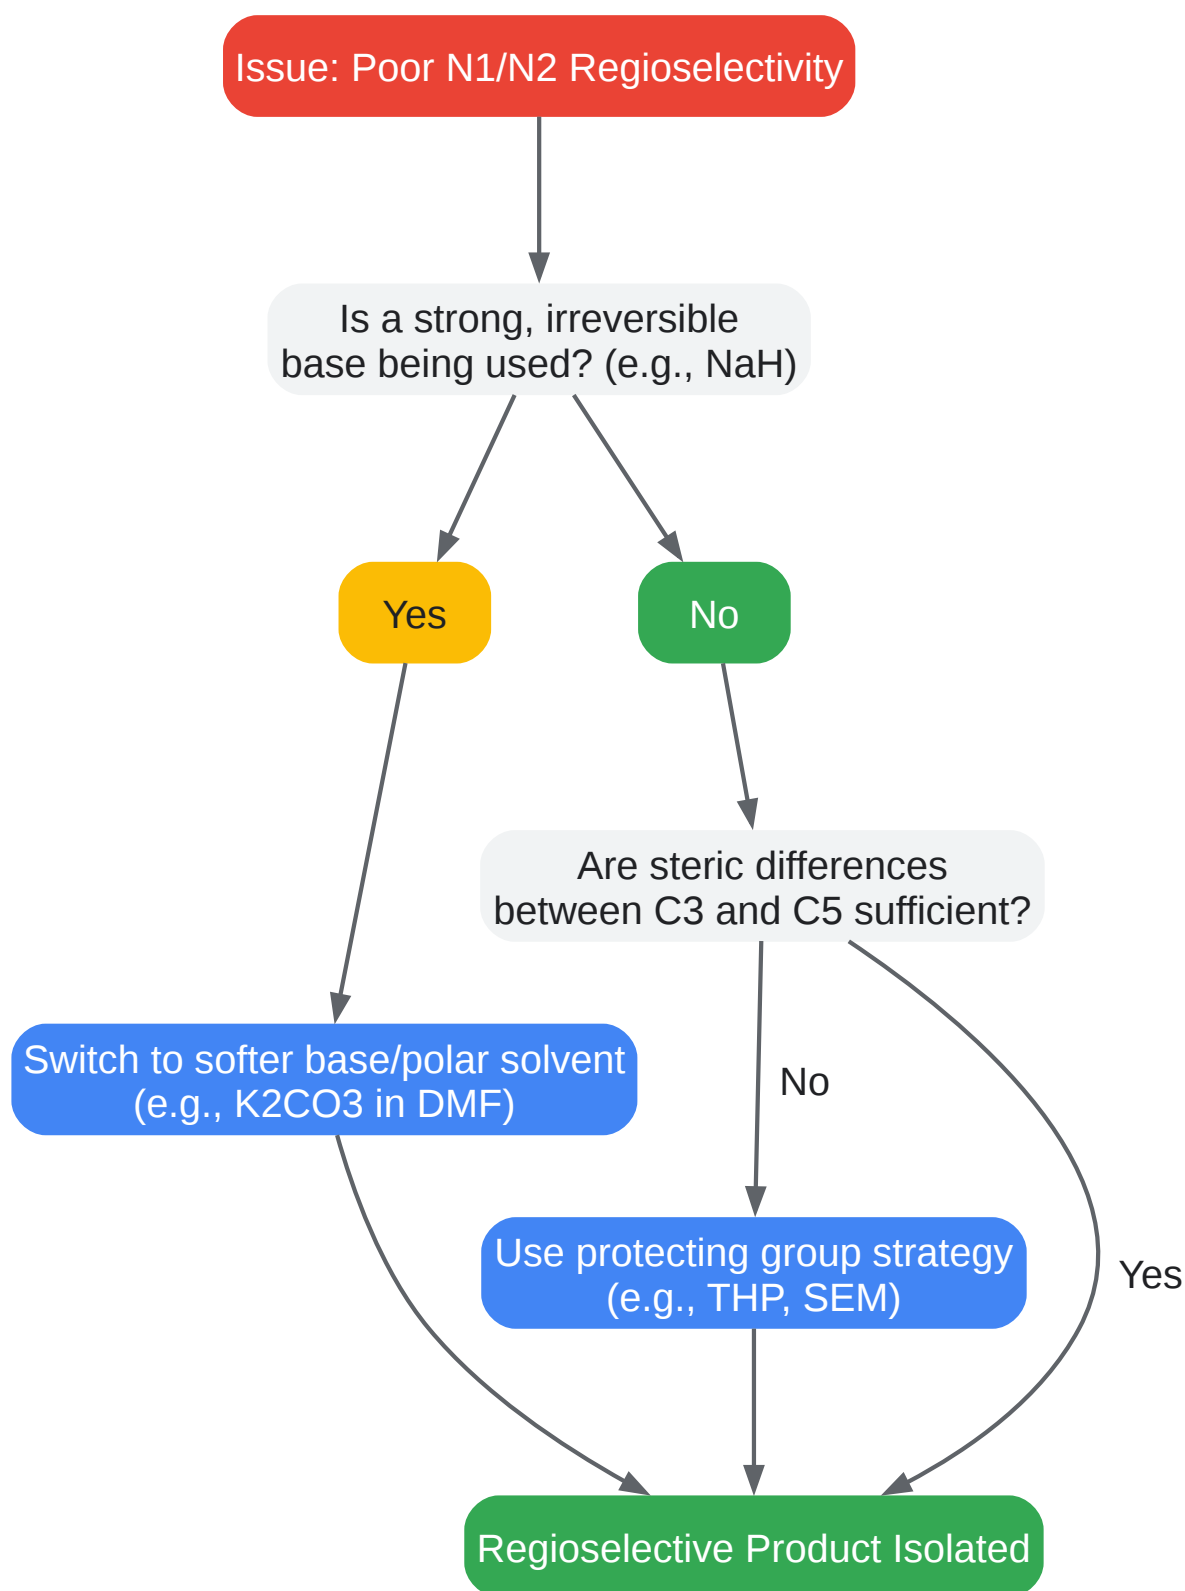 Issue: Poor N1/N2 Regioselectivity
Is a strong, irreversible
base being used? (e.g., NaH)
Yes
No
Are steric differences
between C3 and C5 sufficient?
Switch to softer base/polar solvent
(e.g., K2CO3 in DMF)
No
Use protecting group strategy
(e.g., THP, SEM)
Yes
Regioselective Product Isolated